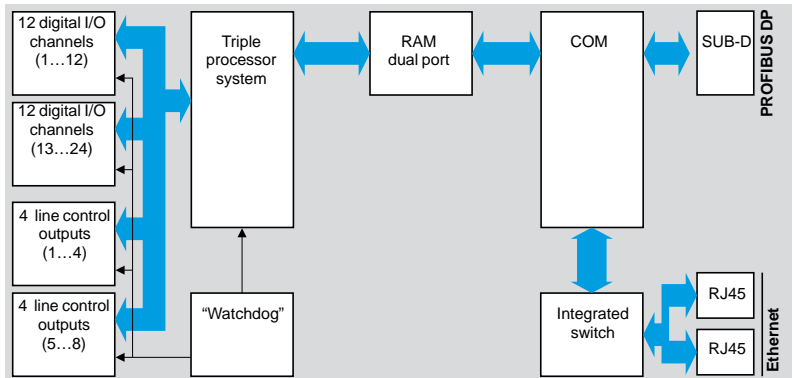 12 digital I/O
channels
(1…12)
12 digital I/O
channels
(13…24)
4 line control
outputs
(1…4)
4 line control
outputs
(5…8)
Triple
processor
system
“Watchdog”
RAM
dual port
COM
Integrated
switch
SUB-D
PROFIBUS DP
RJ45
RJ45
Ethernet